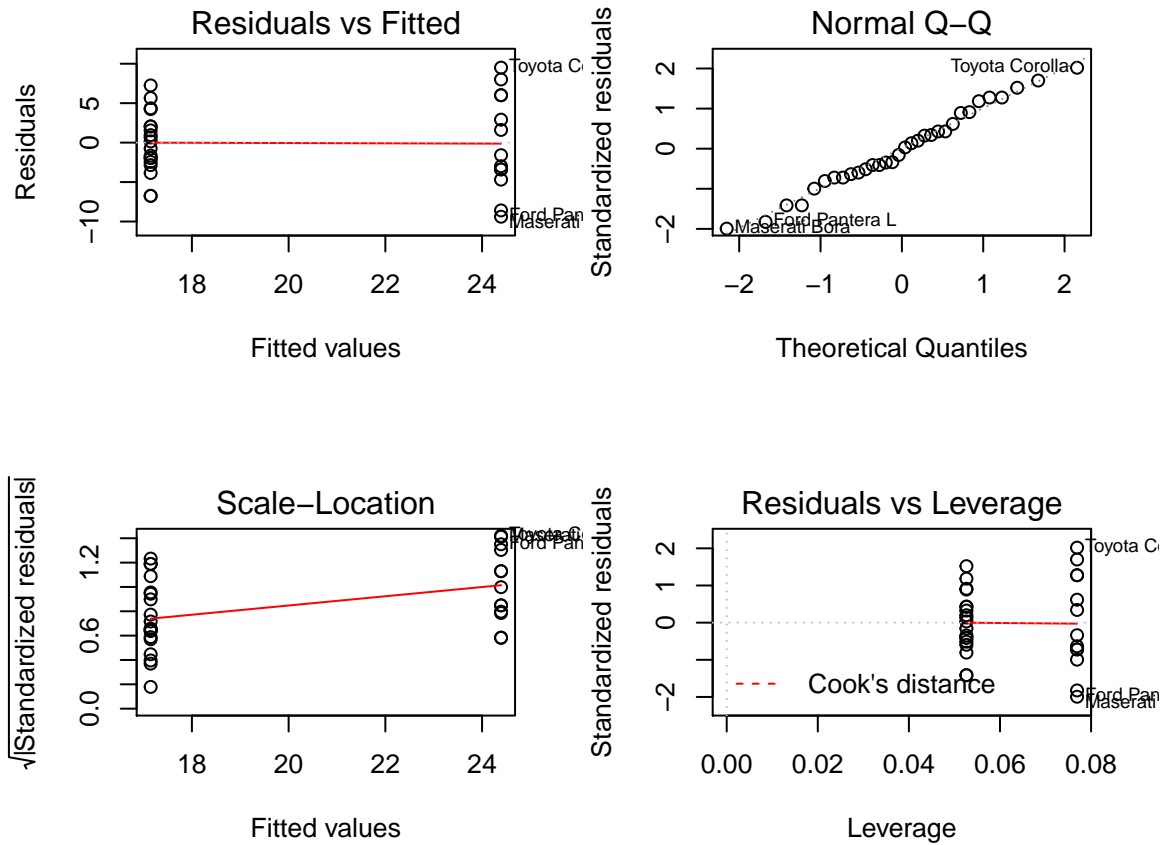 Residuals vs Fitted
Residuals
5
0
−10
Toyota Co
Ford Pan
Maserati
18
20
22
24
Fitted values
Normal Q−Q
Standardized residuals
2
1
0
−2
Toyota Corolla
Ford Pantera L
Maserati Bora
−2
−1
0
1
2
Theoretical Quantiles
Scale−Location
√|Standardized residuals|
1.2
0.6
0.0
Toyota C
Maserati
Ford Pan
18
20
22
24
Fitted values
Residuals vs Leverage
Standardized residuals
2
1
0
−2
Toyota Co
Ford Pan
Maserati
Cook's distance
0.00
0.02
0.04
0.06
0.08
Leverage